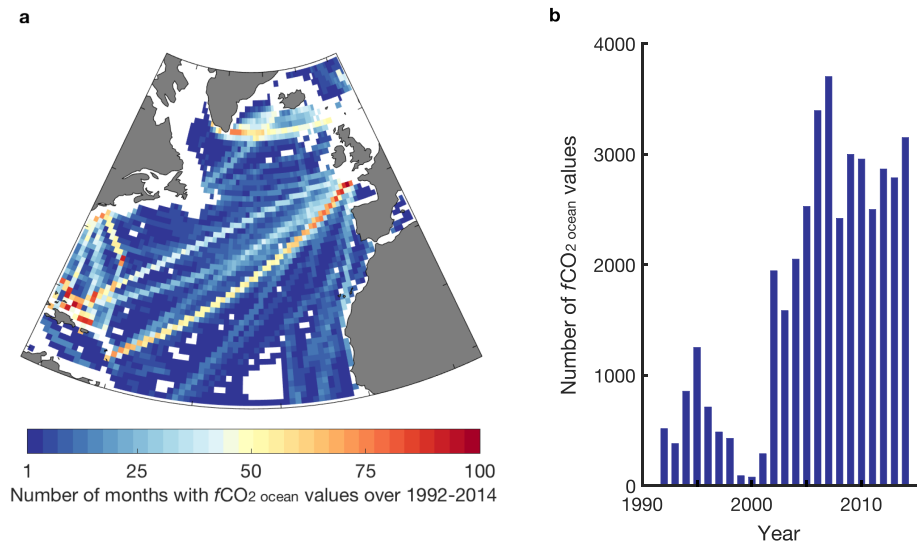 a
1 25 50 75 100
Number of months with fCO2 ocean values over 1992-2014
b
4000
3000
2000
1000
0
Number of fCO2 ocean values
1990 2000 2010
Year